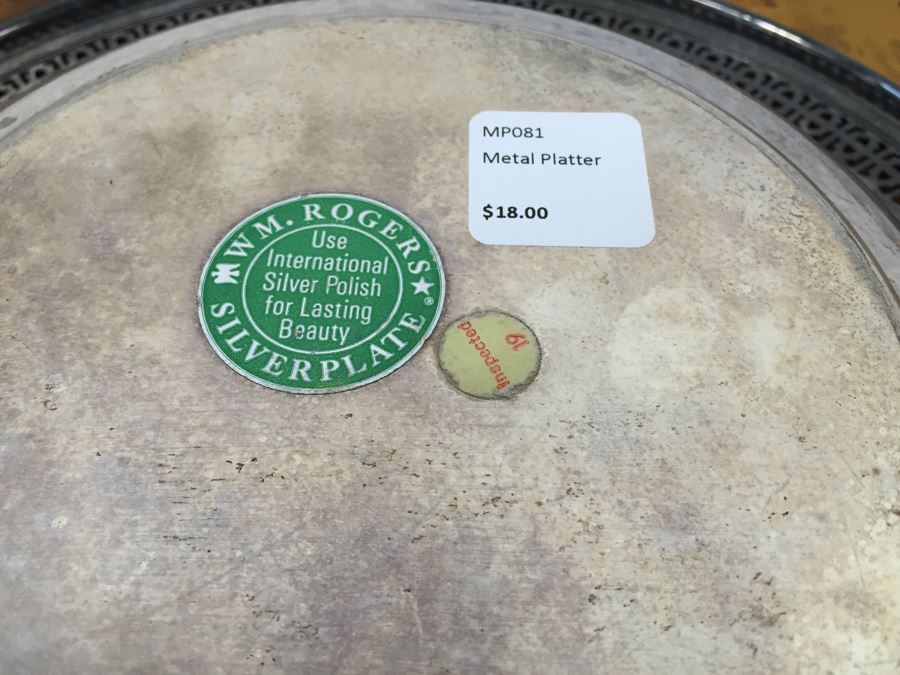 MP081
Metal Platter
$18.00
WM. ROGERS
Use
International
Silver Polish
for Lasting
Beauty
SILVERPLATE
®
19
Inspected